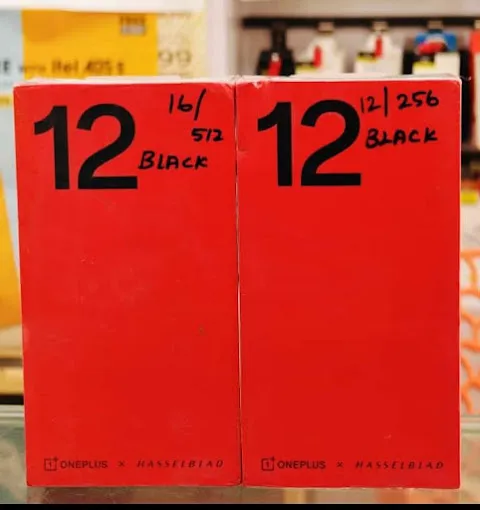 12
16/
512
BLACK
ONEPLUS × HASSELBLAD
12
12/256
BLACK
ONEPLUS × HASSELBLAD